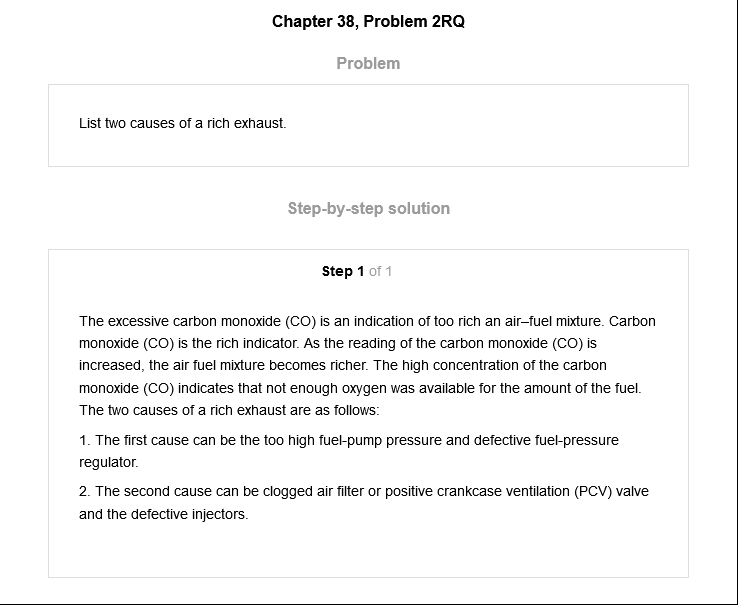 Chapter 38, Problem 2RQ
Problem
List two causes of a rich exhaust.
Step-by-step solution
Step 1 of 1
The excessive carbon monoxide (CO) is an indication of too rich an air–fuel mixture. Carbon
monoxide (CO) is the rich indicator. As the reading of the carbon monoxide (CO) is
increased, the air fuel mixture becomes richer. The high concentration of the carbon
monoxide (CO) indicates that not enough oxygen was available for the amount of the fuel.
The two causes of a rich exhaust are as follows:
1. The first cause can be the too high fuel-pump pressure and defective fuel-pressure
regulator.
2. The second cause can be clogged air filter or positive crankcase ventilation (PCV) valve
and the defective injectors.